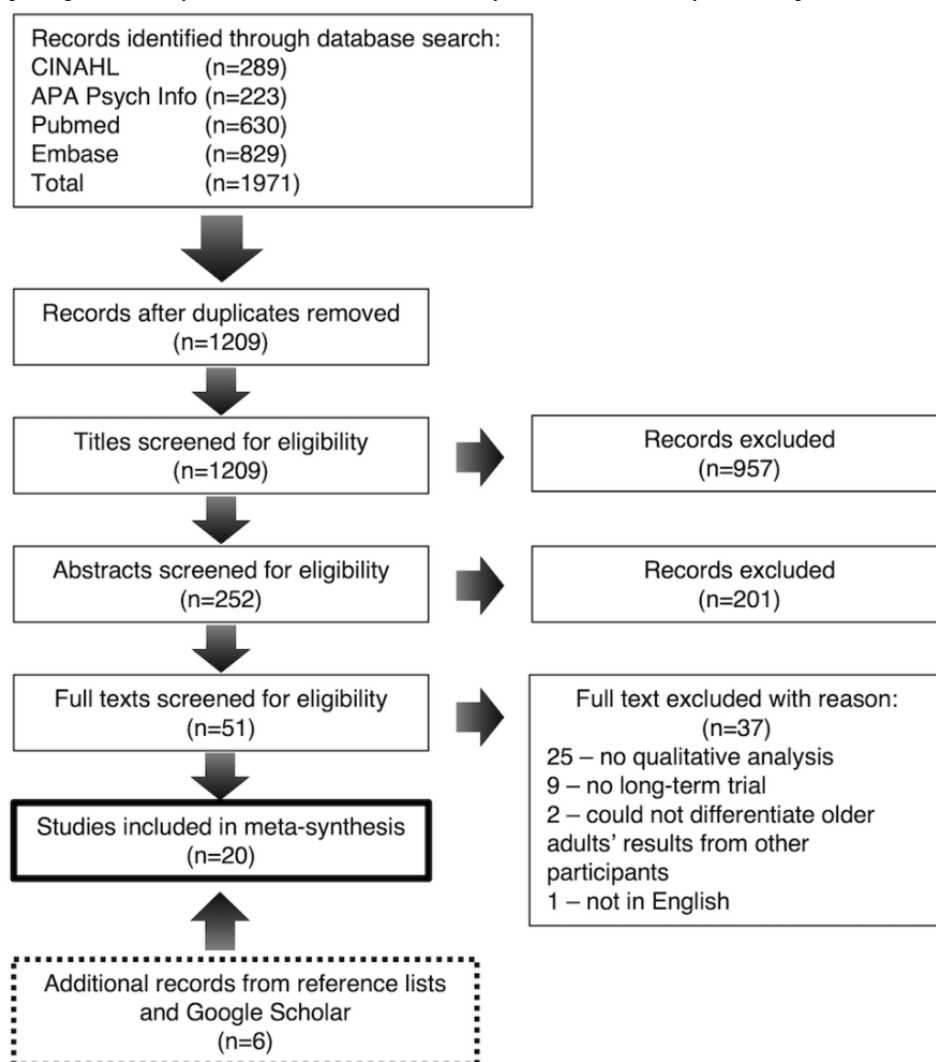 Records identified through database search:
CINAHL (n=289)
APA Psych Info (n=223)
Pubmed (n=630)
Embase (n=829)
Total (n=1971)
Records after duplicates removed
(n=1209)
Titles screened for eligibility
(n=1209)
Records excluded
(n=957)
Abstracts screened for eligibility
(n=252)
Records excluded
(n=201)
Full texts screened for eligibility
(n=51)
Full text excluded with reason:
(n=37)
25 – no qualitative analysis
9 – no long-term trial
2 – could not differentiate older
adults’ results from other
participants
1 – not in English
Studies included in meta-synthesis
(n=20)
Additional records from reference lists
and Google Scholar
(n=6)